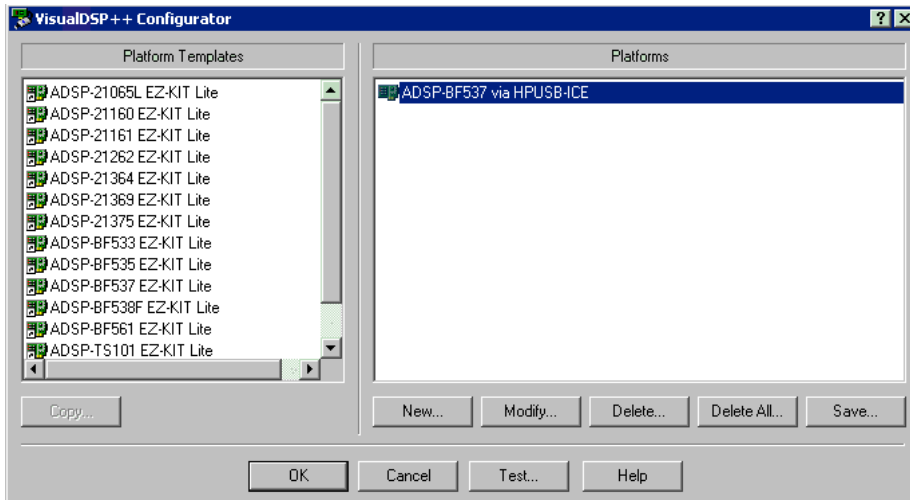 VisualDSP++ Configurator
Platform Templates
ADSP-21065L EZ-KIT Lite
ADSP-21160 EZ-KIT Lite
ADSP-21161 EZ-KIT Lite
ADSP-21262 EZ-KIT Lite
ADSP-21364 EZ-KIT Lite
ADSP-21369 EZ-KIT Lite
ADSP-21375 EZ-KIT Lite
ADSP-BF533 EZ-KIT Lite
ADSP-BF535 EZ-KIT Lite
ADSP-BF537 EZ-KIT Lite
ADSP-BF538F EZ-KIT Lite
ADSP-BF561 EZ-KIT Lite
ADSP-TS101 EZ-KIT Lite
Copy...
Platforms
ADSP-BF537 via HPUSB-ICE
New... Modify... Delete... Delete All... Save...
OK Cancel Test... Help